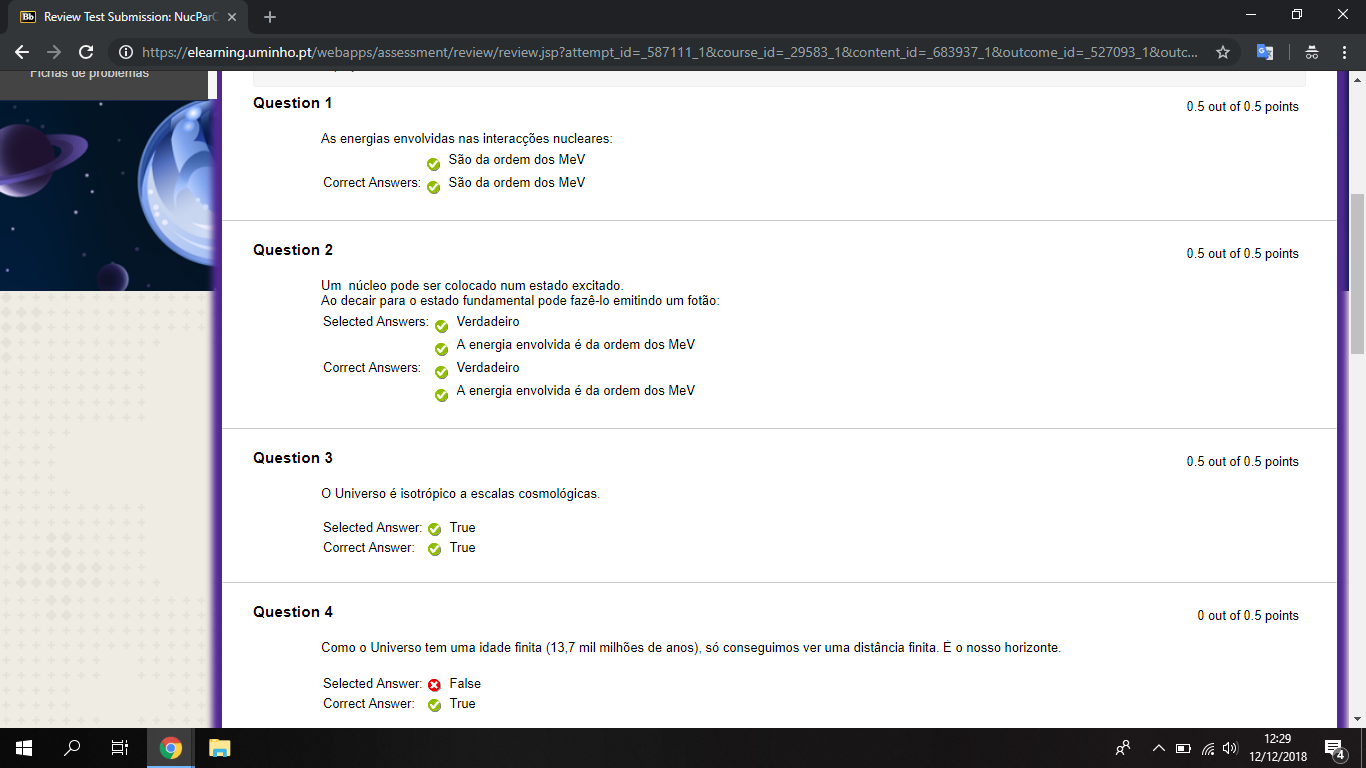 Review Test Submission: NucParC
https://elearning.uminho.pt/webapps/assessment/review/review.jsp?attempt_id=_587111_1&course_id=_29583_1&content_id=_683937_1&outcome_id=_527093_1&outc...
Fichas de problemas
Question 1
0.5 out of 0.5 points
As energias envolvidas nas interacções nucleares:
São da ordem dos MeV
Correct Answers: São da ordem dos MeV
Question 2
0.5 out of 0.5 points
Um núcleo pode ser colocado num estado excitado.
Ao decair para o estado fundamental pode fazê-lo emitindo um fotão:
Selected Answers: Verdadeiro
A energia envolvida é da ordem dos MeV
Correct Answers: Verdadeiro
A energia envolvida é da ordem dos MeV
Question 3
0.5 out of 0.5 points
O Universo é isotrópico a escalas cosmológicas.
Selected Answer: True
Correct Answer: True
Question 4
0 out of 0.5 points
Como o Universo tem uma idade finita (13,7 mil milhões de anos), só conseguimos ver uma distância finita. É o nosso horizonte.
Selected Answer: False
Correct Answer: True
12:29
12/12/2018
4